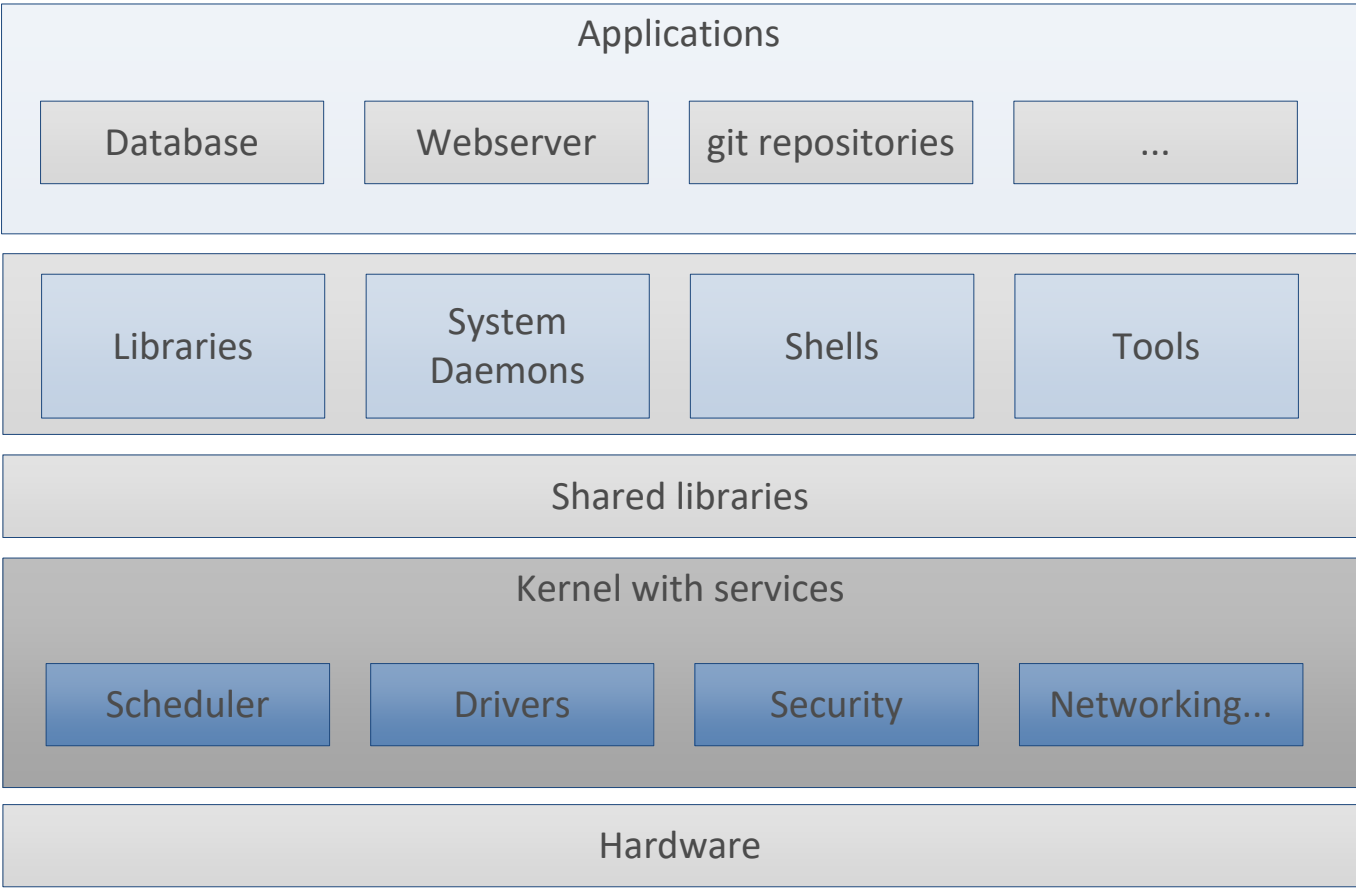 Applications
Database
Webserver
git repositories
...
Libraries
System
Daemons
Shells
Tools
Shared libraries
Kernel with services
Scheduler
Drivers
Security
Networking...
Hardware